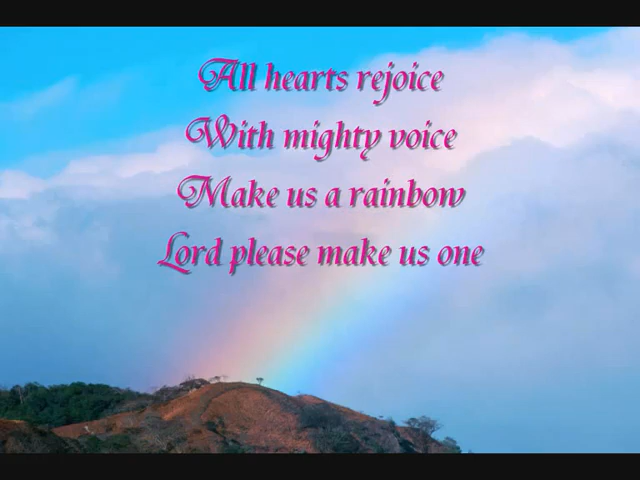 All hearts rejoice
With mighty voice
Make us a rainbow
Lord please make us one